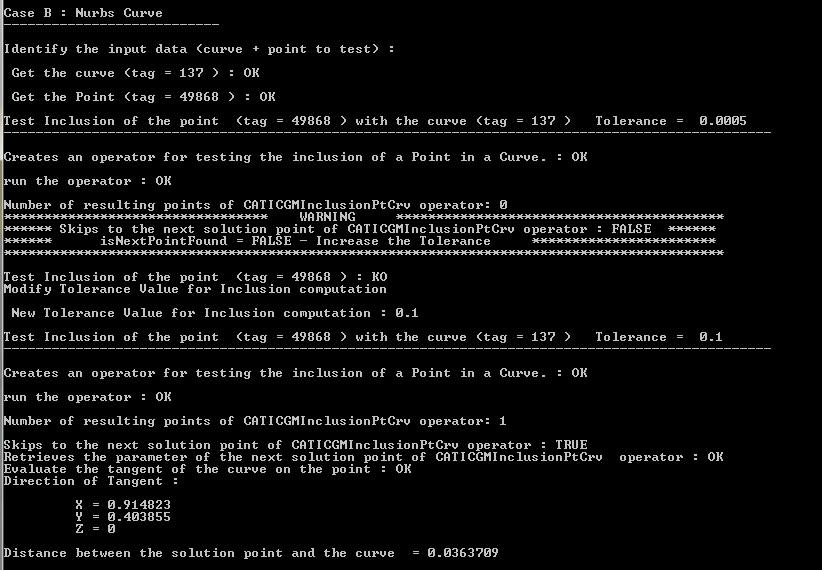 Case B : Nurbs Curve
---------------------------
Identify the input data (curve + point to test) :
Get the curve (tag = 137 ) : OK
Get the Point (tag = 49868 ) : OK
Test Inclusion of the point  (tag = 49868 ) with the curve (tag = 137 )   Tolerance =  0.0005
------------------------------------------------------------------------------------------------
Creates an operator for testing the inclusion of a Point in a Curve. : OK
run the operator : OK
Number of resulting points of CATICGMInclusionPtCrv operator: 0
*********************************    WARNING     *****************************************
****** Skips to the next solution point of CATICGMInclusionPtCrv operator : FALSE  ******
******      isNextPointFound = FALSE - Increase the Tolerance     ***********************
******************************************************************************************
Test Inclusion of the point  (tag = 49868 ) : KO
Modify Tolerance Value for Inclusion computation
New Tolerance Value for Inclusion computation : 0.1
Test Inclusion of the point  (tag = 49868 ) with the curve (tag = 137 )   Tolerance =  0.1
------------------------------------------------------------------------------------------------
Creates an operator for testing the inclusion of a Point in a Curve. : OK
run the operator : OK
Number of resulting points of CATICGMInclusionPtCrv operator: 1
Skips to the next solution point of CATICGMInclusionPtCrv operator : TRUE
Retrieves the parameter of the next solution point of CATICGMInclusionPtCrv  operator : OK
Evaluate the tangent of the curve on the point : OK
Direction of Tangent :
X = 0.914823
Y = 0.403855
Z = 0
Distance between the solution point and the curve  = 0.0363709